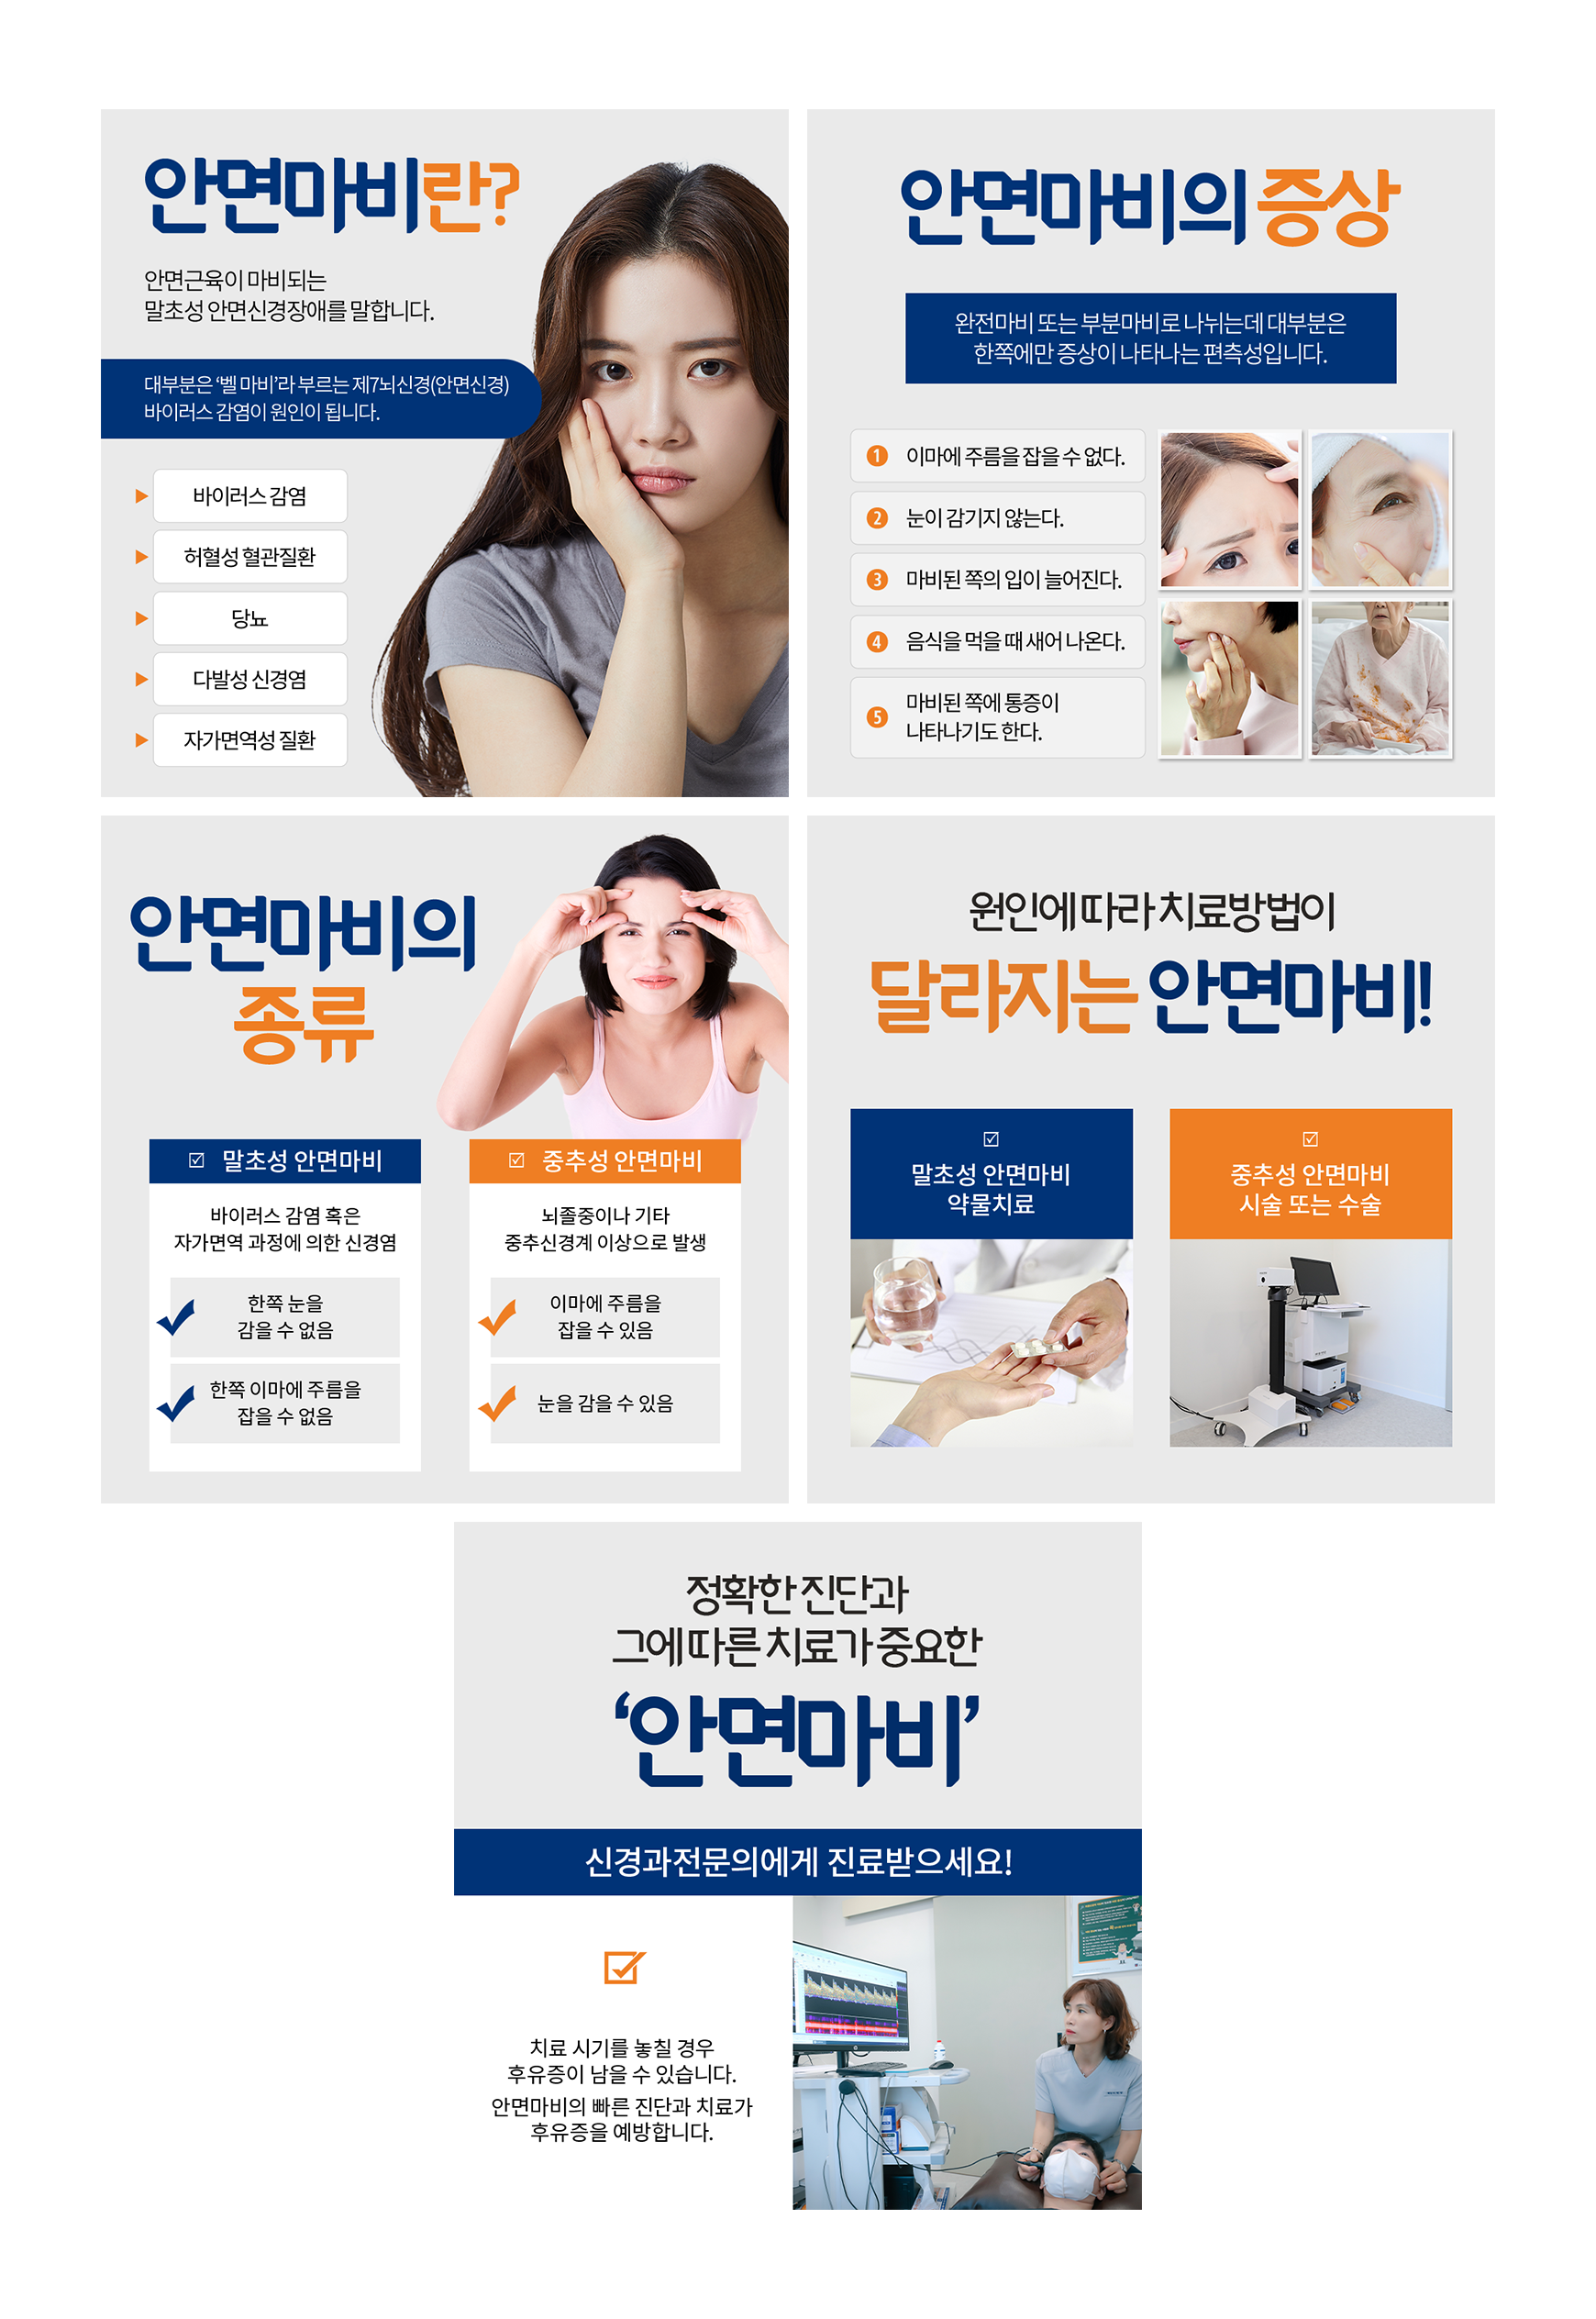 안면마비란?
안면근육이 마비되는
말초성 안면신경장애를 말합니다.
대부분은 ‘벨 마비’라 부르는 제7뇌신경(안면신경)
바이러스 감염이 원인이 됩니다.
바이러스 감염
허혈성 혈관질환
당뇨
다발성 신경염
자가면역성 질환
안면마비의 증상
완전마비 또는 부분마비로 나뉘는데 대부분은
한쪽에만 증상이 나타나는 편측성입니다.
1 이마에 주름을 잡을 수 없다.
2 눈이 감기지 않는다.
3 마비된 쪽의 입이 늘어진다.
4 음식을 먹을 때 새어 나온다.
5 마비된 쪽에 통증이
나타나기도 한다.
안면마비의
종류
말초성 안면마비
바이러스 감염 혹은
자가면역 과정에 의한 신경염
한쪽 눈을
감을 수 없음
한쪽 이마에 주름을
잡을 수 없음
중추성 안면마비
뇌졸중이나 기타
중추신경계 이상으로 발생
이마에 주름을
잡을 수 있음
눈을 감을 수 있음
원인에 따라 치료방법이
달라지는 안면마비!
말초성 안면마비
약물치료
중추성 안면마비
시술 또는 수술
정확한 진단과
그에 따른 치료가 중요한
‘안면마비’
신경과전문의에게 진료받으세요!
치료 시기를 놓칠 경우
후유증이 남을 수 있습니다.
안면마비의 빠른 진단과 치료가
후유증을 예방합니다.